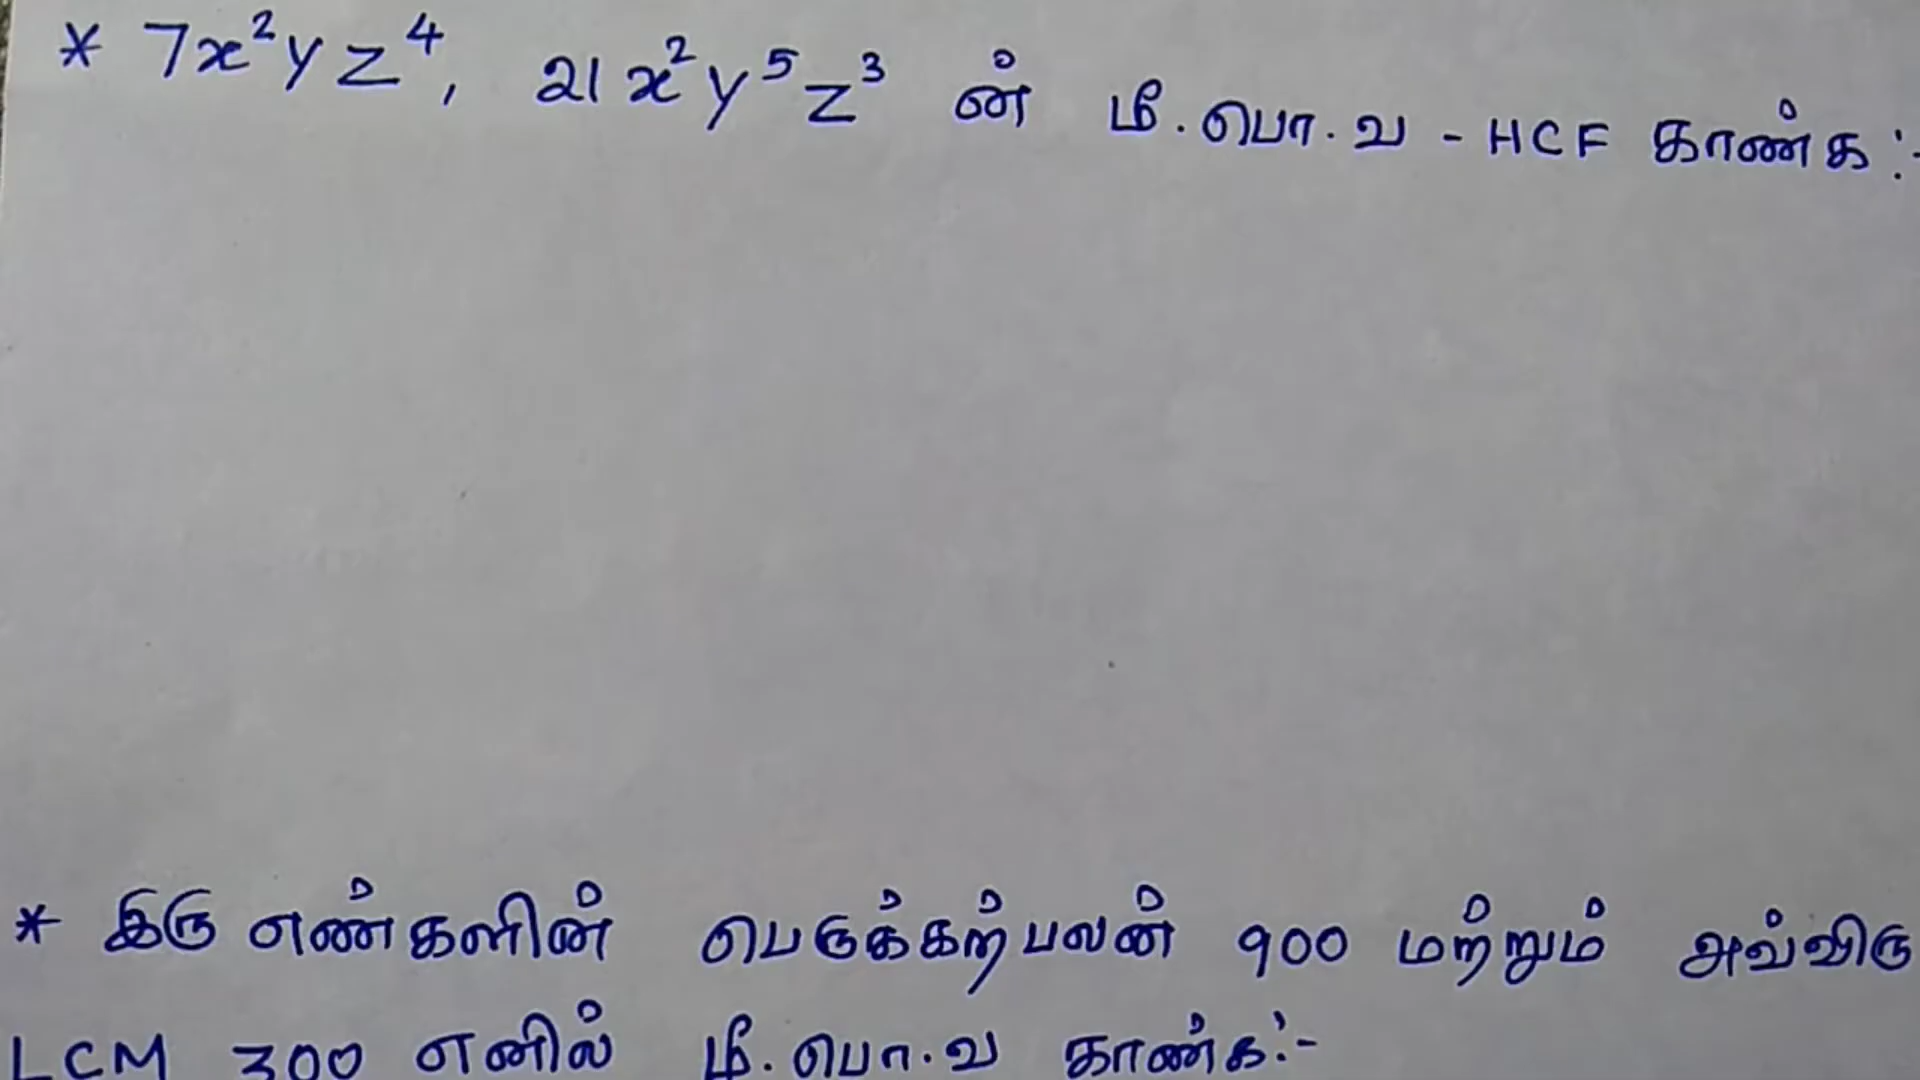 * 7x²yz⁴, 21x²y⁵z³ ன் மீ.பொ.வ - HCF காண்க:-
* இரு எண்களின் பெருக்கற்பலன் 900 மற்றும் அவ்விரு
LCM 300 எனில் மீ.பொ.வ காண்க:-